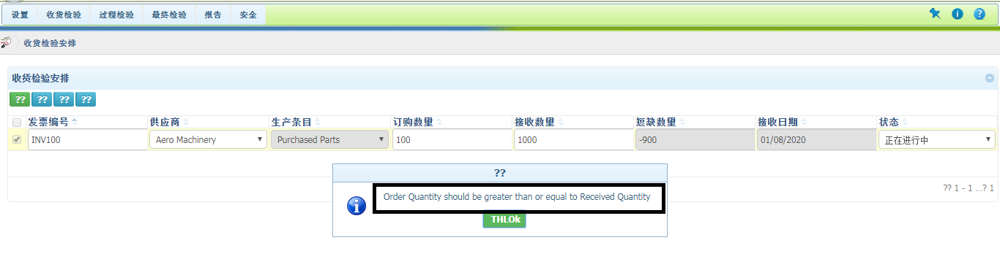 设置 收货检验 过程检验 最终检验 报告 安全
收货检验安排
收货检验安排
?? ?? ?? ??
发票编号 供应商 生产条目 订购数量 接收数量 短缺数量 接收日期 状态
INV100 Aero Machinery Purchased Parts 100 1000 -900 01/08/2020 正在进行中
??
?? 1 - 1 ...? 1
Order Quantity should be greater than or equal to Received Quantity
THLOk